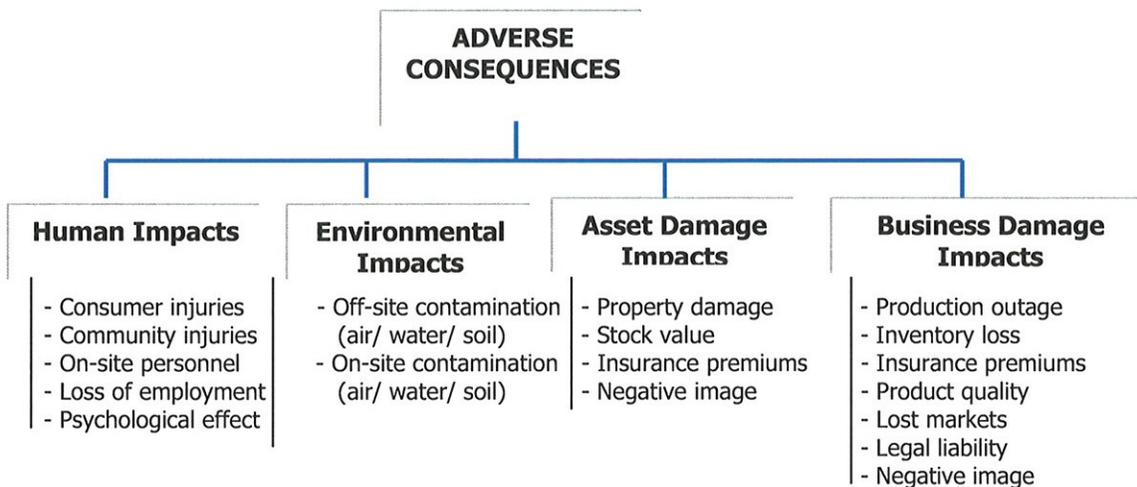 ADVERSE
CONSEQUENCES
Human Impacts
- Consumer injuries
- Community injuries
- On-site personnel
- Loss of employment
- Psychological effect
Environmental
Impacts
- Off-site contamination
(air/ water/ soil)
- On-site contamination
(air/ water/ soil)
Asset Damage
Impacts
- Property damage
- Stock value
- Insurance premiums
- Negative image
Business Damage
Impacts
- Production outage
- Inventory loss
- Insurance premiums
- Product quality
- Lost markets
- Legal liability
- Negative image